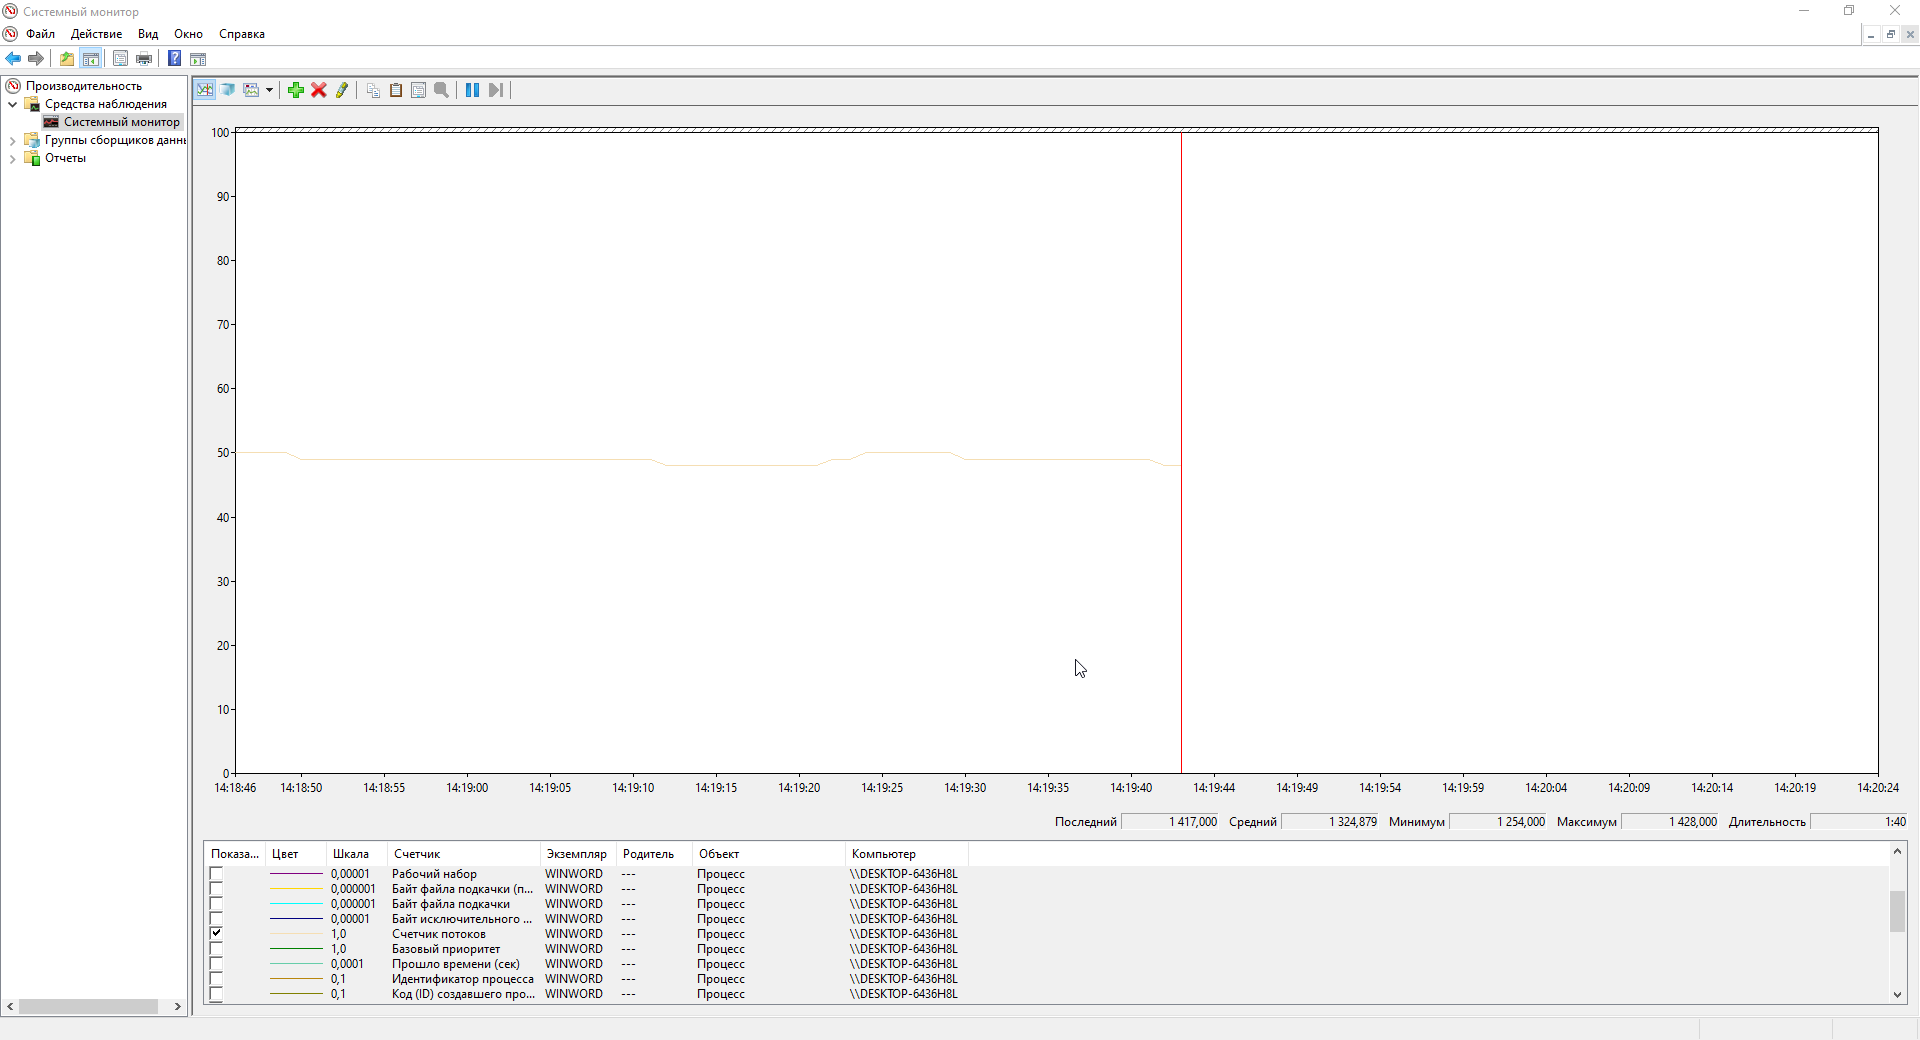 Системный монитор
Файл Действие Вид Окно Справка
Производительность
Средства наблюдения
Системный монитор
Группы сборщиков даннь
Отчеты
100
90
80
70
60
50
40
30
20
10
0
14:18:46 14:18:50 14:18:55 14:19:00 14:19:05 14:19:10 14:19:15 14:19:20 14:19:25 14:19:30 14:19:35 14:19:40 14:19:44 14:19:49 14:19:54 14:19:59 14:20:04 14:20:09 14:20:14 14:20:19 14:20:24
Последний 1 417,000 Средний 1 324,879 Минимум 1 254,000 Максимум 1 428,000 Длительность 1:40
Показа... Цвет Шкала Счетчик Экземпляр Родитель Объект Компьютер
0,00001 Рабочий набор WINWORD --- Процесс \\DESKTOP-6436H8L
0,000001 Байт файла подкачки (п... WINWORD --- Процесс \\DESKTOP-6436H8L
0,000001 Байт файла подкачки WINWORD --- Процесс \\DESKTOP-6436H8L
0,00001 Байт исключительного ... WINWORD --- Процесс \\DESKTOP-6436H8L
1,0 Счетчик потоков WINWORD --- Процесс \\DESKTOP-6436H8L
1,0 Базовый приоритет WINWORD --- Процесс \\DESKTOP-6436H8L
0,0001 Прошло времени (сек) WINWORD --- Процесс \\DESKTOP-6436H8L
0,1 Идентификатор процесса WINWORD --- Процесс \\DESKTOP-6436H8L
0,1 Код (ID) создавшего про... WINWORD --- Процесс \\DESKTOP-6436H8L